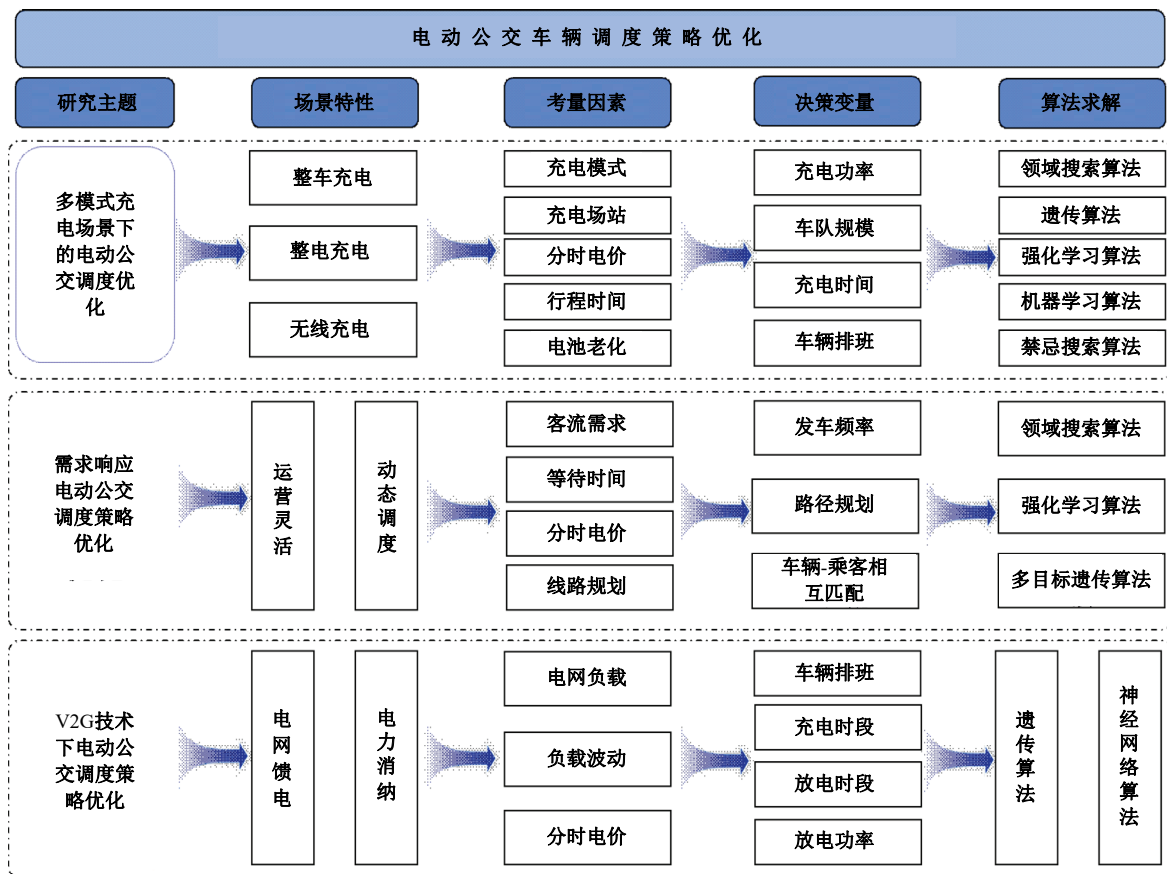 电动公交车辆调度策略优化
研究主题
场景特性
考量因素
决策变量
算法求解
多模式充
电场景下
的电动公
交调度优
化
整车充电
整电充电
无线充电
充电模式
充电场站
分时电价
行程时间
电池老化
充电功率
车队规模
充电时间
车辆排班
领域搜索算法
遗传算法
强化学习算法
机器学习算法
禁忌搜索算法
需求响应
电动公交
调度策略
优化
运营灵活
动态调度
客流需求
等待时间
分时电价
线路规划
发车频率
路径规划
车辆-乘客相
互匹配
领域搜索算法
强化学习算法
多目标遗传算法
V2G技术
下电动公
交调度策
略优化
电网馈电
电力消纳
电网负载
负载波动
分时电价
车辆排班
充电时段
放电时段
放电功率
遗传算法
神经网络算法